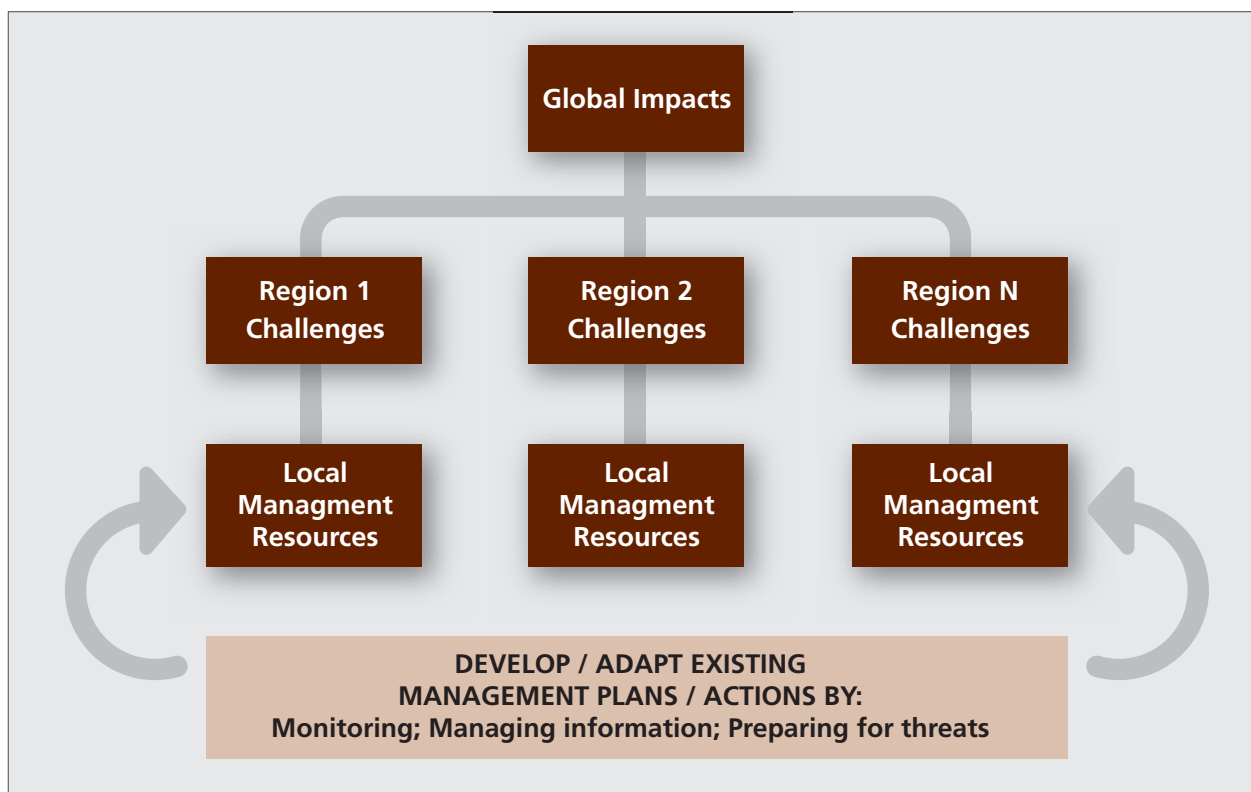 Global Impacts
Region 1
Challenges
Region 2
Challenges
Region N
Challenges
Local
Managment
Resources
Local
Managment
Resources
Local
Managment
Resources
DEVELOP / ADAPT EXISTING
MANAGEMENT PLANS / ACTIONS BY:
Monitoring; Managing information; Preparing for threats